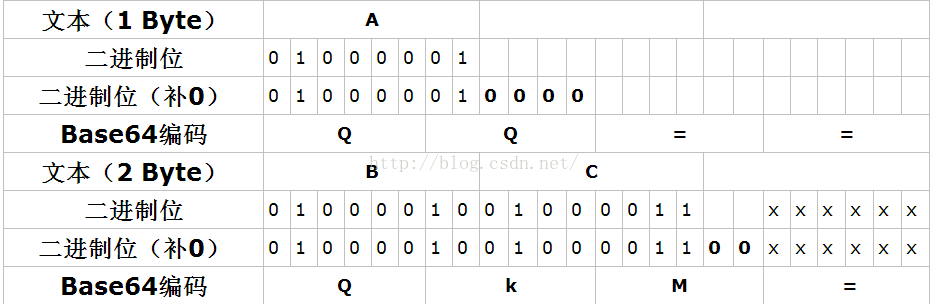 文本（1 Byte） A
二进制位 0 1 0 0 0 0 0 1
二进制位（补0） 0 1 0 0 0 0 0 1 0 0 0 0
Base64编码 Q Q = =
http://blog.csdn.net/
文本（2 Byte） B C
二进制位 0 1 0 0 0 0 1 0 0 1 0 0 0 0 1 1 x x x x x x
二进制位（补0） 0 1 0 0 0 0 1 0 0 1 0 0 0 0 1 1 0 0 x x x x x x
Base64编码 Q k M =